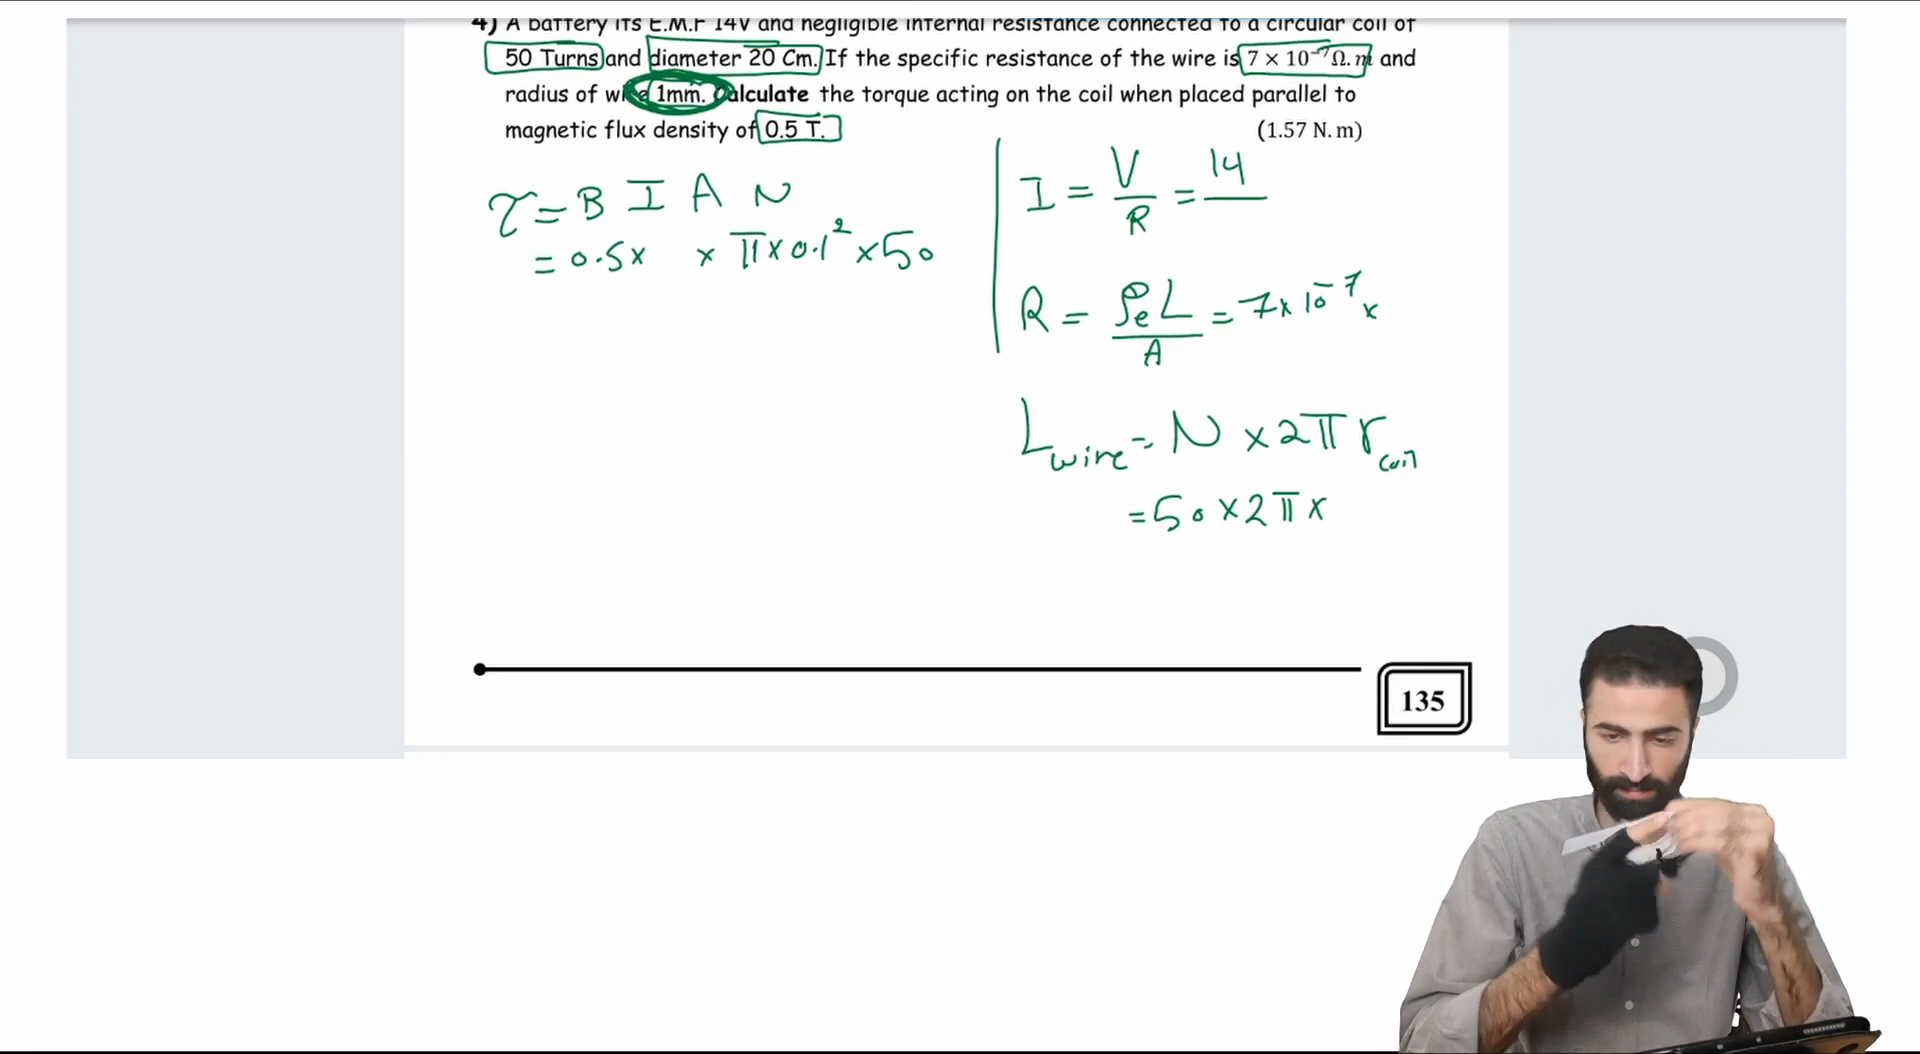 4) A battery its E.M.F 14V and negligible internal resistance connected to a circular coil of
50 Turns and diameter 20 Cm. If the specific resistance of the wire is 7 × 10⁻⁷Ω.m and
radius of wire 1mm. Calculate the torque acting on the coil when placed parallel to
magnetic flux density of 0.5 T. (1.57 N.m)
τ = B I A N
= 0.5 × × π × 0.1² × 50
I = V/R = 14
R = ρₑL/A = 7 × 10⁻⁷ ×
L wire = N × 2π r coil
= 50 × 2π ×
135